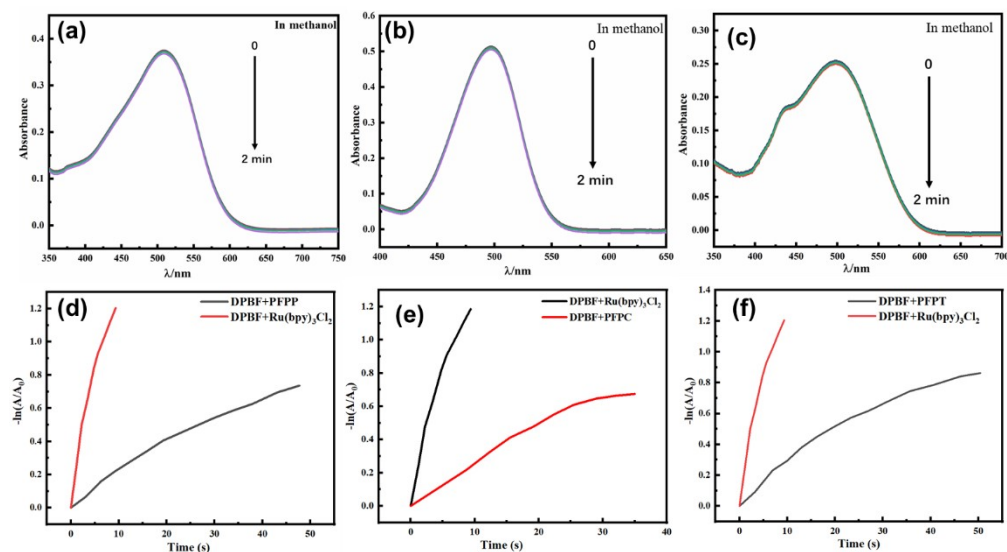 (a)
In methanol
0
2 min
Absorbance
0.4
0.3
0.2
0.1
0.0
350 400 450 500 550 600 650 700 750
λ/nm
(b)
In methanol
0
2 min
Absorbance
0.5
0.4
0.3
0.2
0.1
0.0
400 450 500 550 600 650 700
λ/nm
(c)
In methanol
0
2 min
Absorbance
0.30
0.25
0.20
0.15
0.10
0.05
0.00
350 400 450 500 550 600 650 700
λ/nm
(d)
DPBF+PFPP
DPBF+Ru(bpy)₃Cl₂
-ln(A/A₀)
1.2
1.0
0.8
0.6
0.4
0.2
0.0
0 10 20 30 40 50 60
Time (s)
(e)
DPBF+Ru(bpy)₃Cl₂
DPBF+PFPC
-ln(A/A₀)
1.2
1.0
0.8
0.6
0.4
0.2
0.0
0 10 20 30 40
Time (s)
(f)
DPBF+PFPT
DPBF+Ru(bpy)₃Cl₂
-ln(A/A₀)
1.4
1.2
1.0
0.8
0.6
0.4
0.2
0.0
0 10 20 30 40 50 60
Time (s)